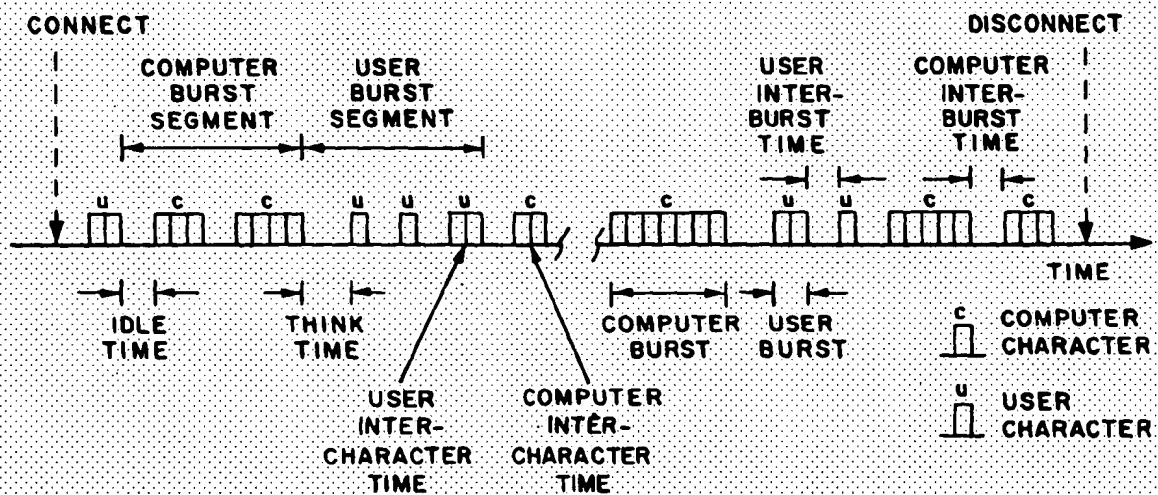 CONNECT
DISCONNECT
COMPUTER
BURST
SEGMENT
USER
BURST
SEGMENT
USER
INTER-
BURST
TIME
COMPUTER
INTER-
BURST
TIME
u
c
c
u
u
u
c
c
u
u
c
c
TIME
IDLE
TIME
THINK
TIME
COMPUTER
BURST
USER
BURST
c
COMPUTER
CHARACTER
u
USER
CHARACTER
USER
INTER-
CHARACTER
TIME
COMPUTER
INTER-
CHARACTER
TIME